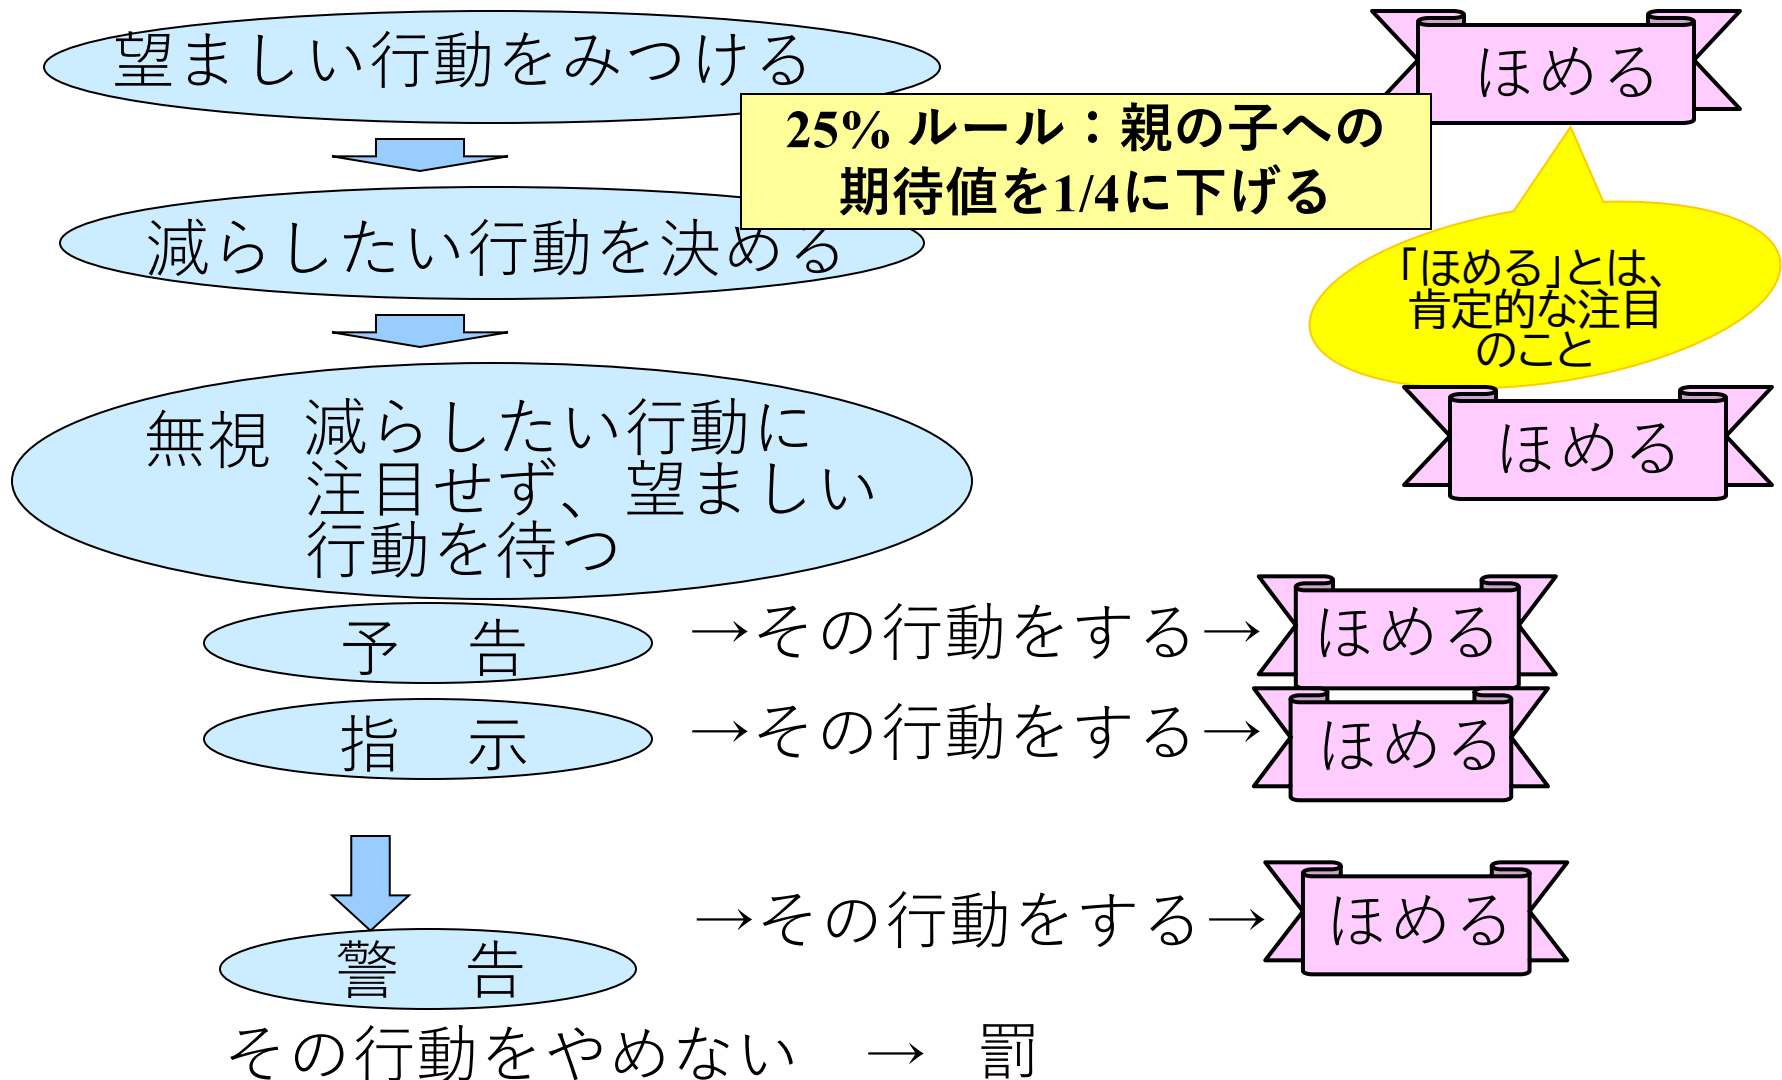 望ましい行動をみつける
ほめる
25% ルール：親の子への
期待値を1/4に下げる
減らしたい行動を決める
「ほめる」とは、
肯定的な注目
のこと
無視 減らしたい行動に
注目せず、望ましい
行動を待つ
ほめる
予　告 →その行動をする→ ほめる
指　示 →その行動をする→ ほめる
警　告 →その行動をする→ ほめる
その行動をやめない　→　罰